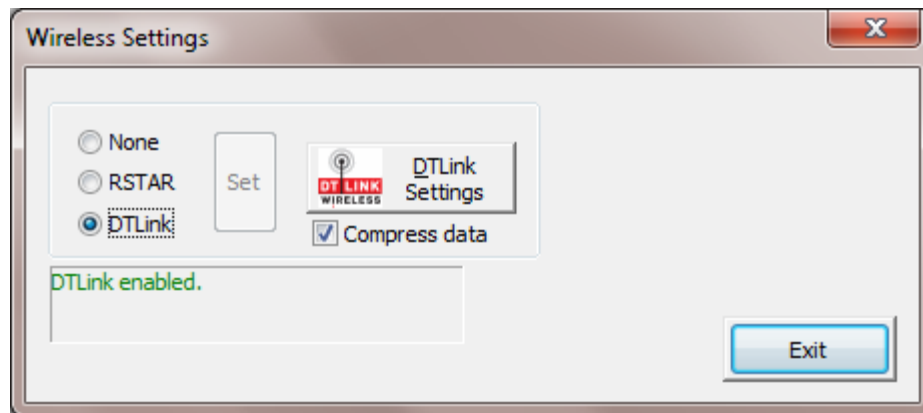 Wireless Settings
None
RSTAR
DTLink
Set
DT LINK
WIRELESS
DTLink
Settings
Compress data
DTLink enabled.
Exit